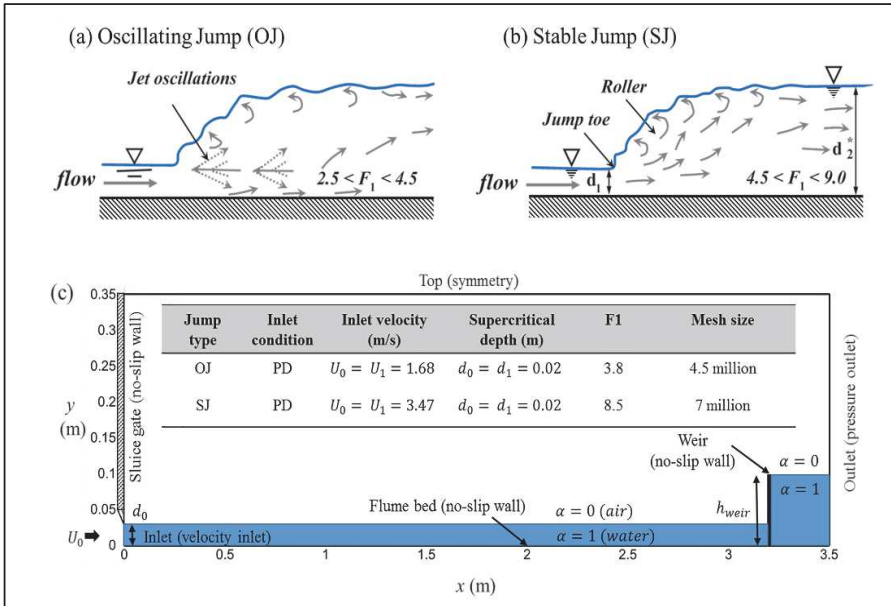 (a) Oscillating Jump (OJ)
Jet oscillations
flow
2.5 < F₁ < 4.5
(b) Stable Jump (SJ)
Roller
Jump toe
flow
d₁
d₂*
4.5 < F₁ < 9.0
(c)
Top (symmetry)
Jump type Inlet condition Inlet velocity (m/s) Supercritical depth (m) F1 Mesh size
OJ PD U₀ = U₁ = 1.68 d₀ = d₁ = 0.02 3.8 4.5 million
SJ PD U₀ = U₁ = 3.47 d₀ = d₁ = 0.02 8.5 7 million
0.35
0.3
0.25
0.2
0.15
0.1
0.05
0
y
(m)
Sluice gate (no-slip wall)
Outlet (pressure outlet)
Weir
(no-slip wall)
α = 0
α = 1
d₀
Flume bed (no-slip wall)
α = 0 (air)
h_weir
U₀
Inlet (velocity inlet)
α = 1 (water)
0 0.5 1 1.5 2 2.5 3 3.5
x (m)